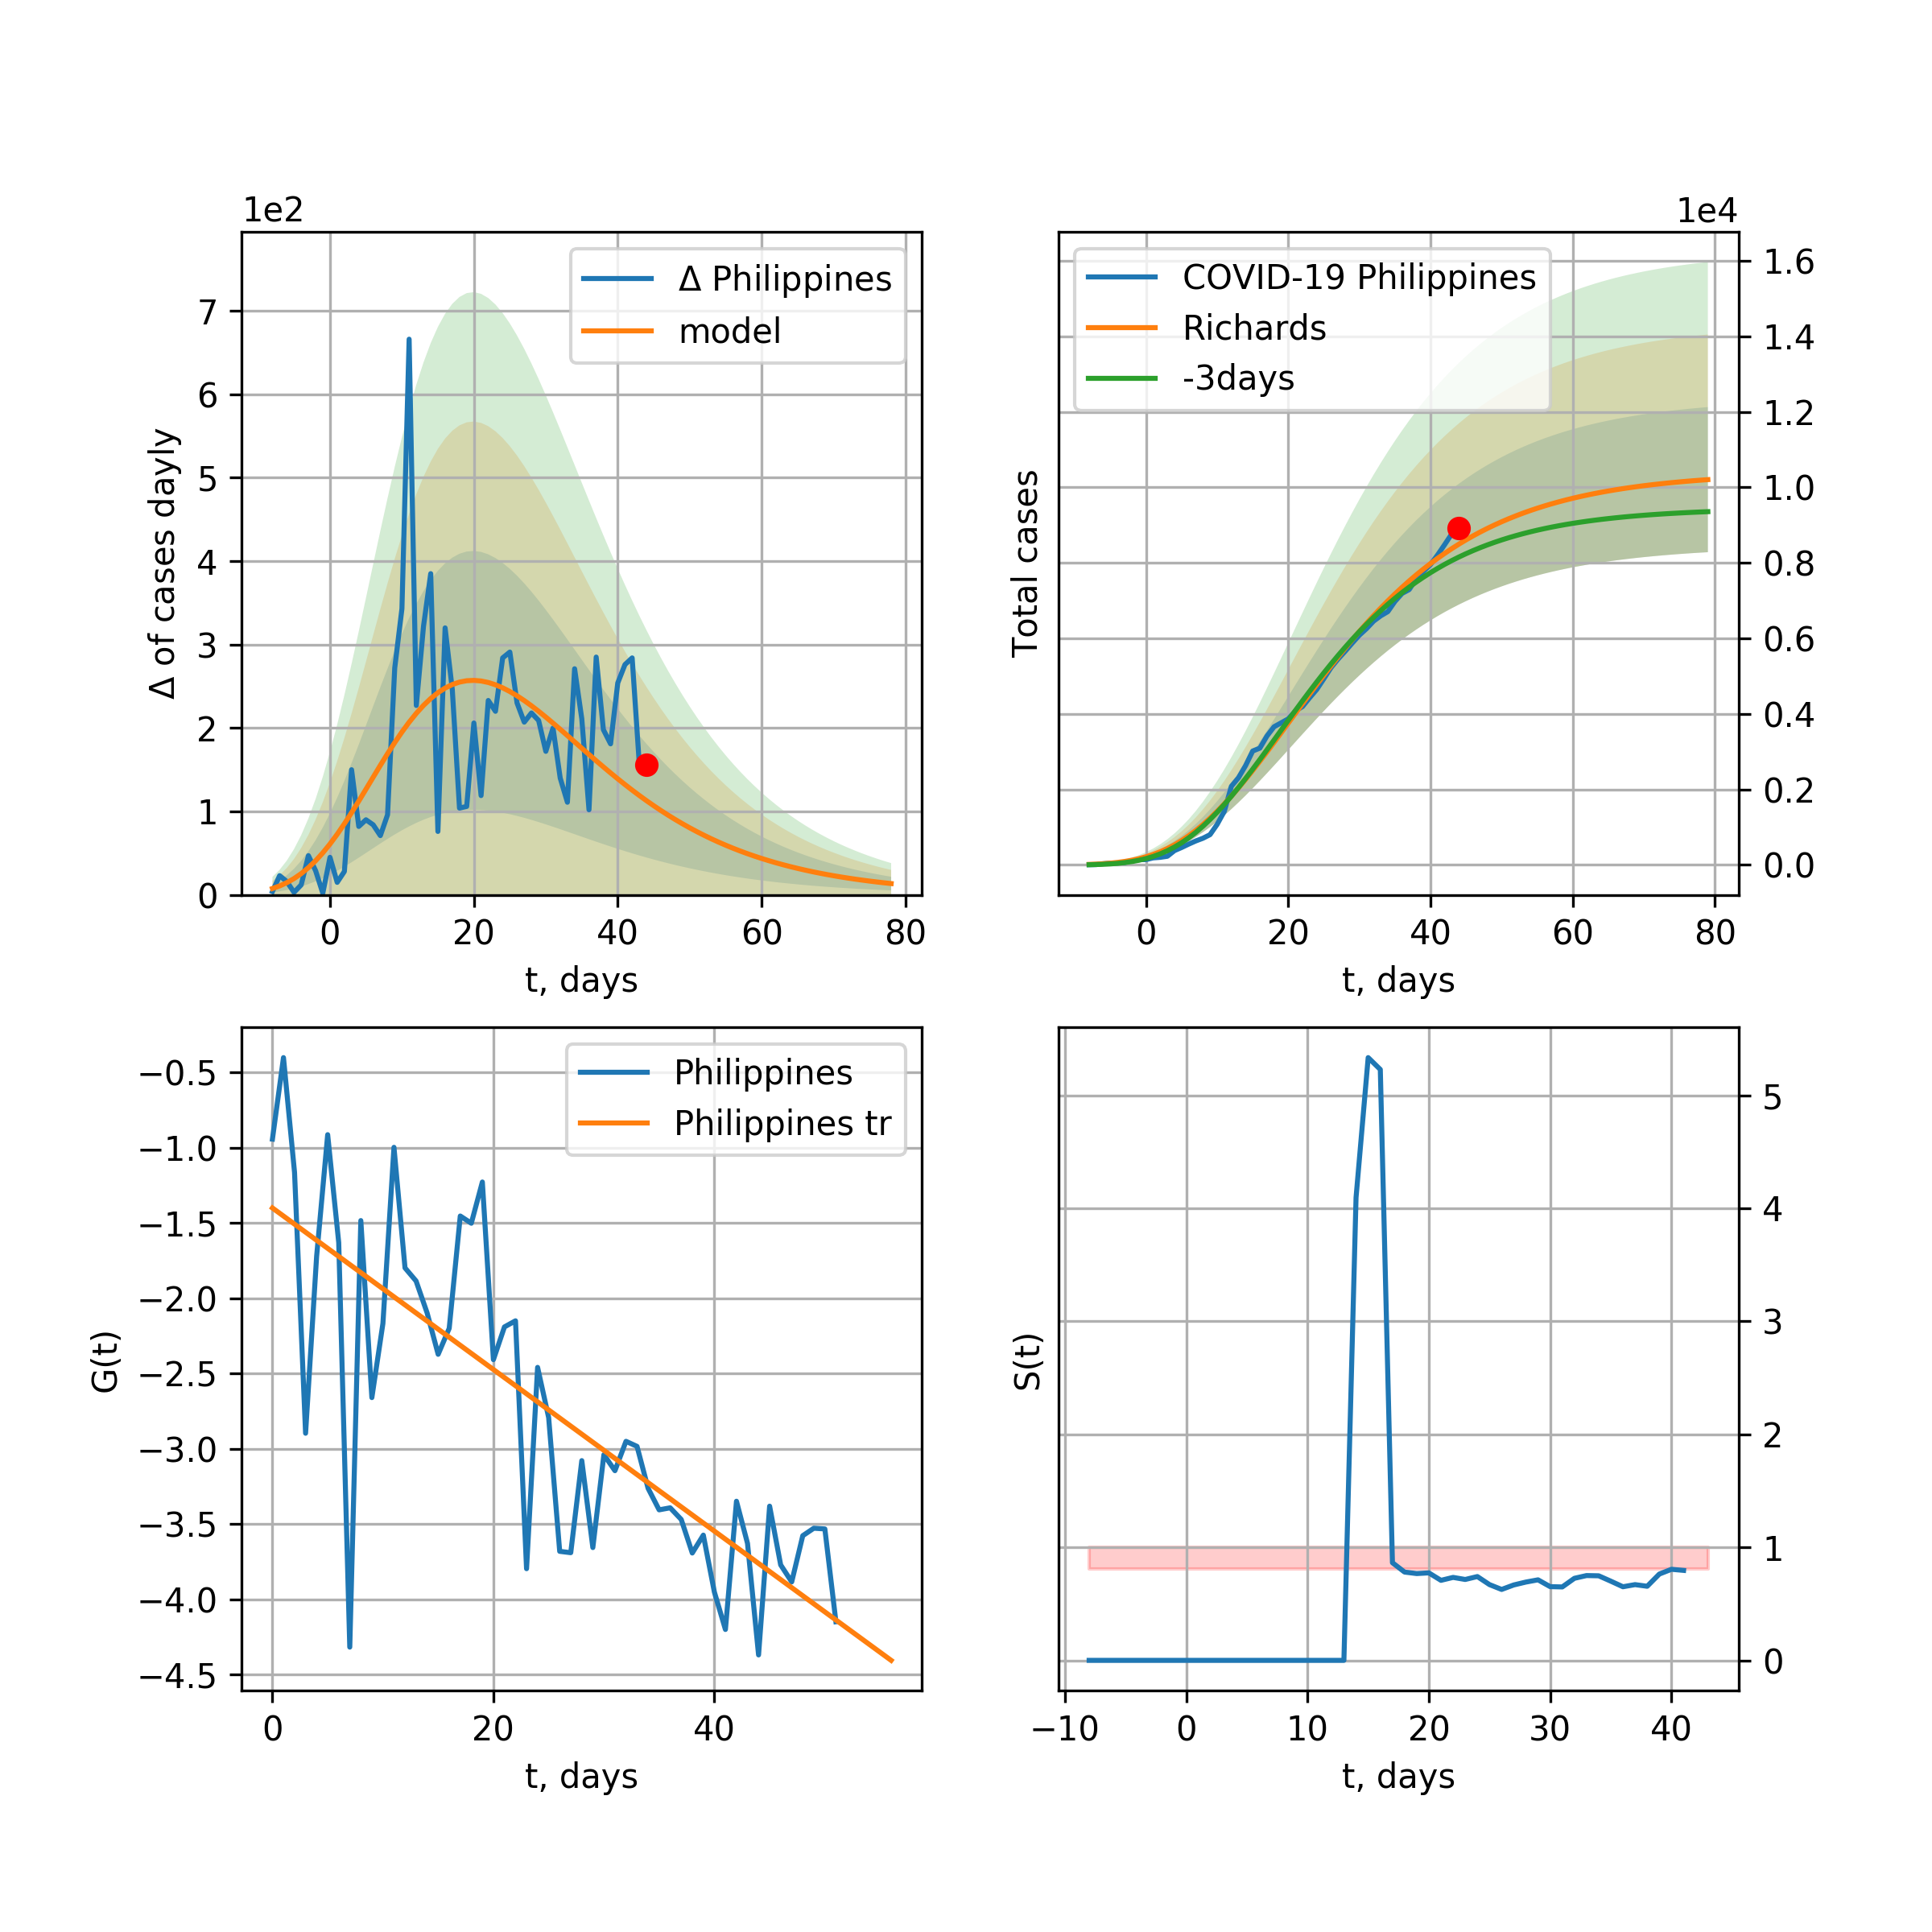 1e2
Δ Philippines
model
7
6
5
4
3
2
1
0
Δ of cases dayly
0 20 40 60 80
t, days
1e4
COVID-19 Philippines
Richards
-3days
1.6
1.4
1.2
1.0
0.8
0.6
0.4
0.2
0.0
Total cases
0 20 40 60 80
t, days
Philippines
Philippines tr
−0.5
−1.0
−1.5
−2.0
−2.5
−3.0
−3.5
−4.0
−4.5
G(t)
0 20 40
t, days
5
4
3
2
1
0
S(t)
−10 0 10 20 30 40
t, days